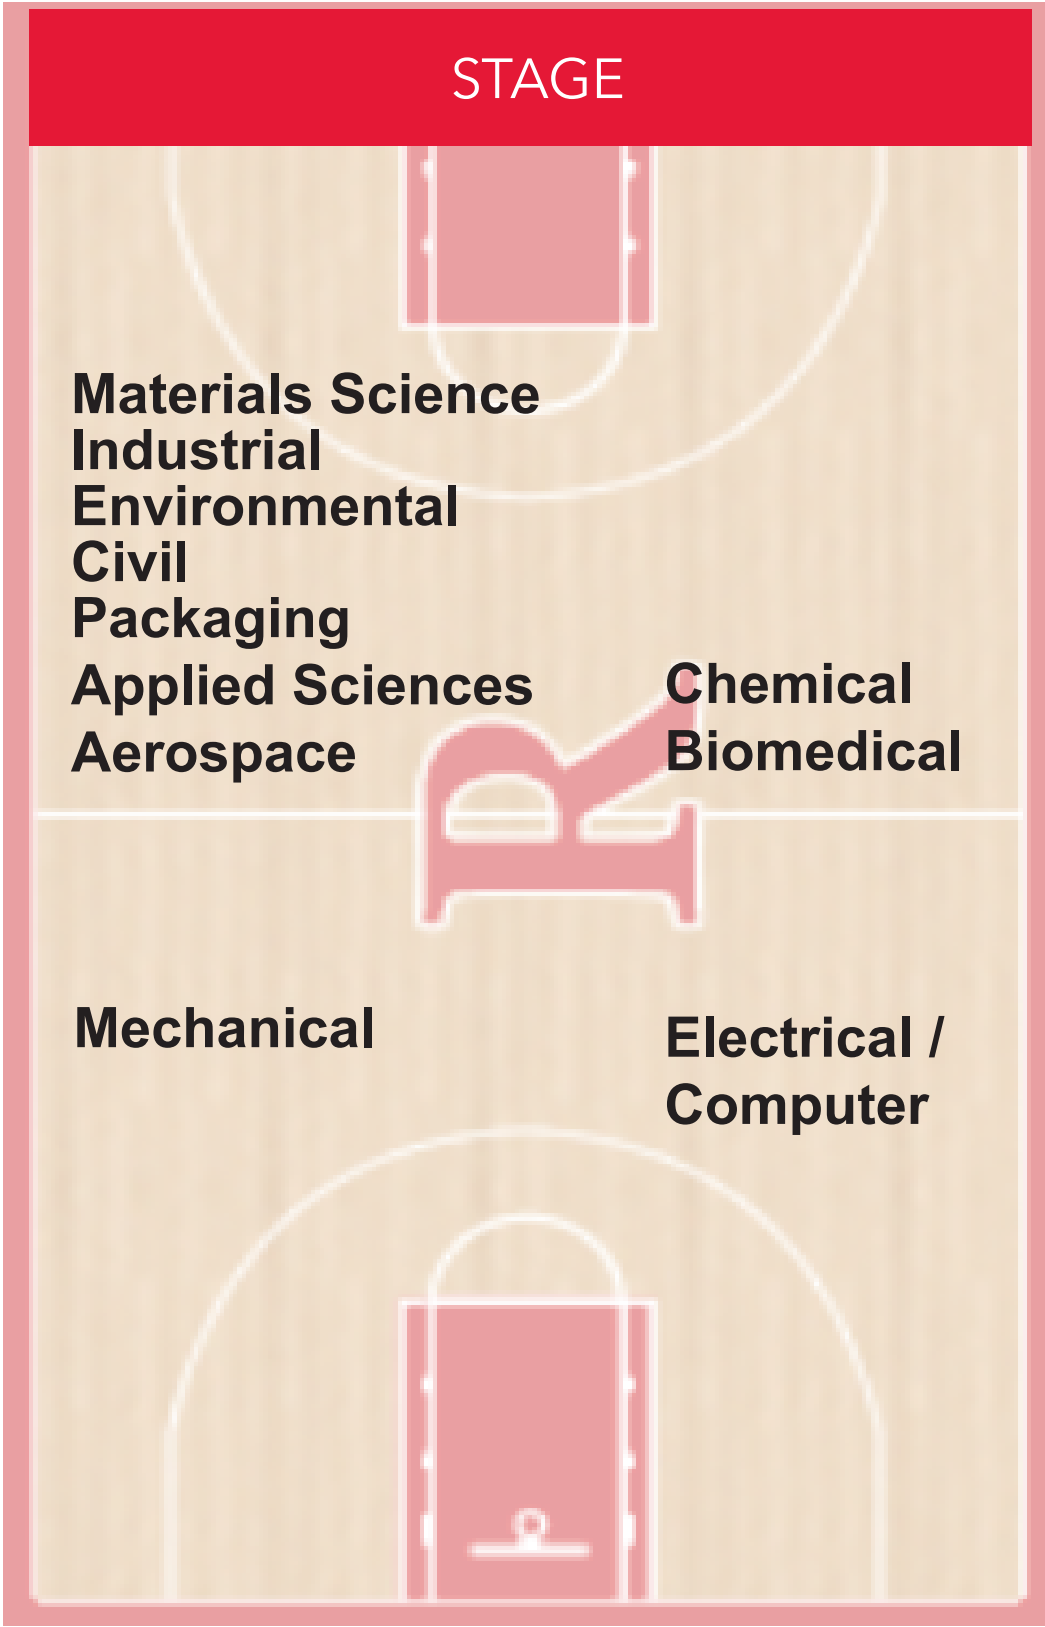 STAGE
Materials Science
Industrial
Environmental
Civil
Packaging
Applied Sciences
Aerospace
Chemical
Biomedical
R
Mechanical
Electrical /
Computer